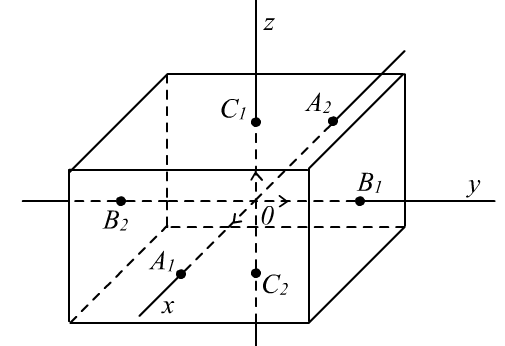 z
C₁
A₂
B₁
y
B₂
0
A₁
C₂
x